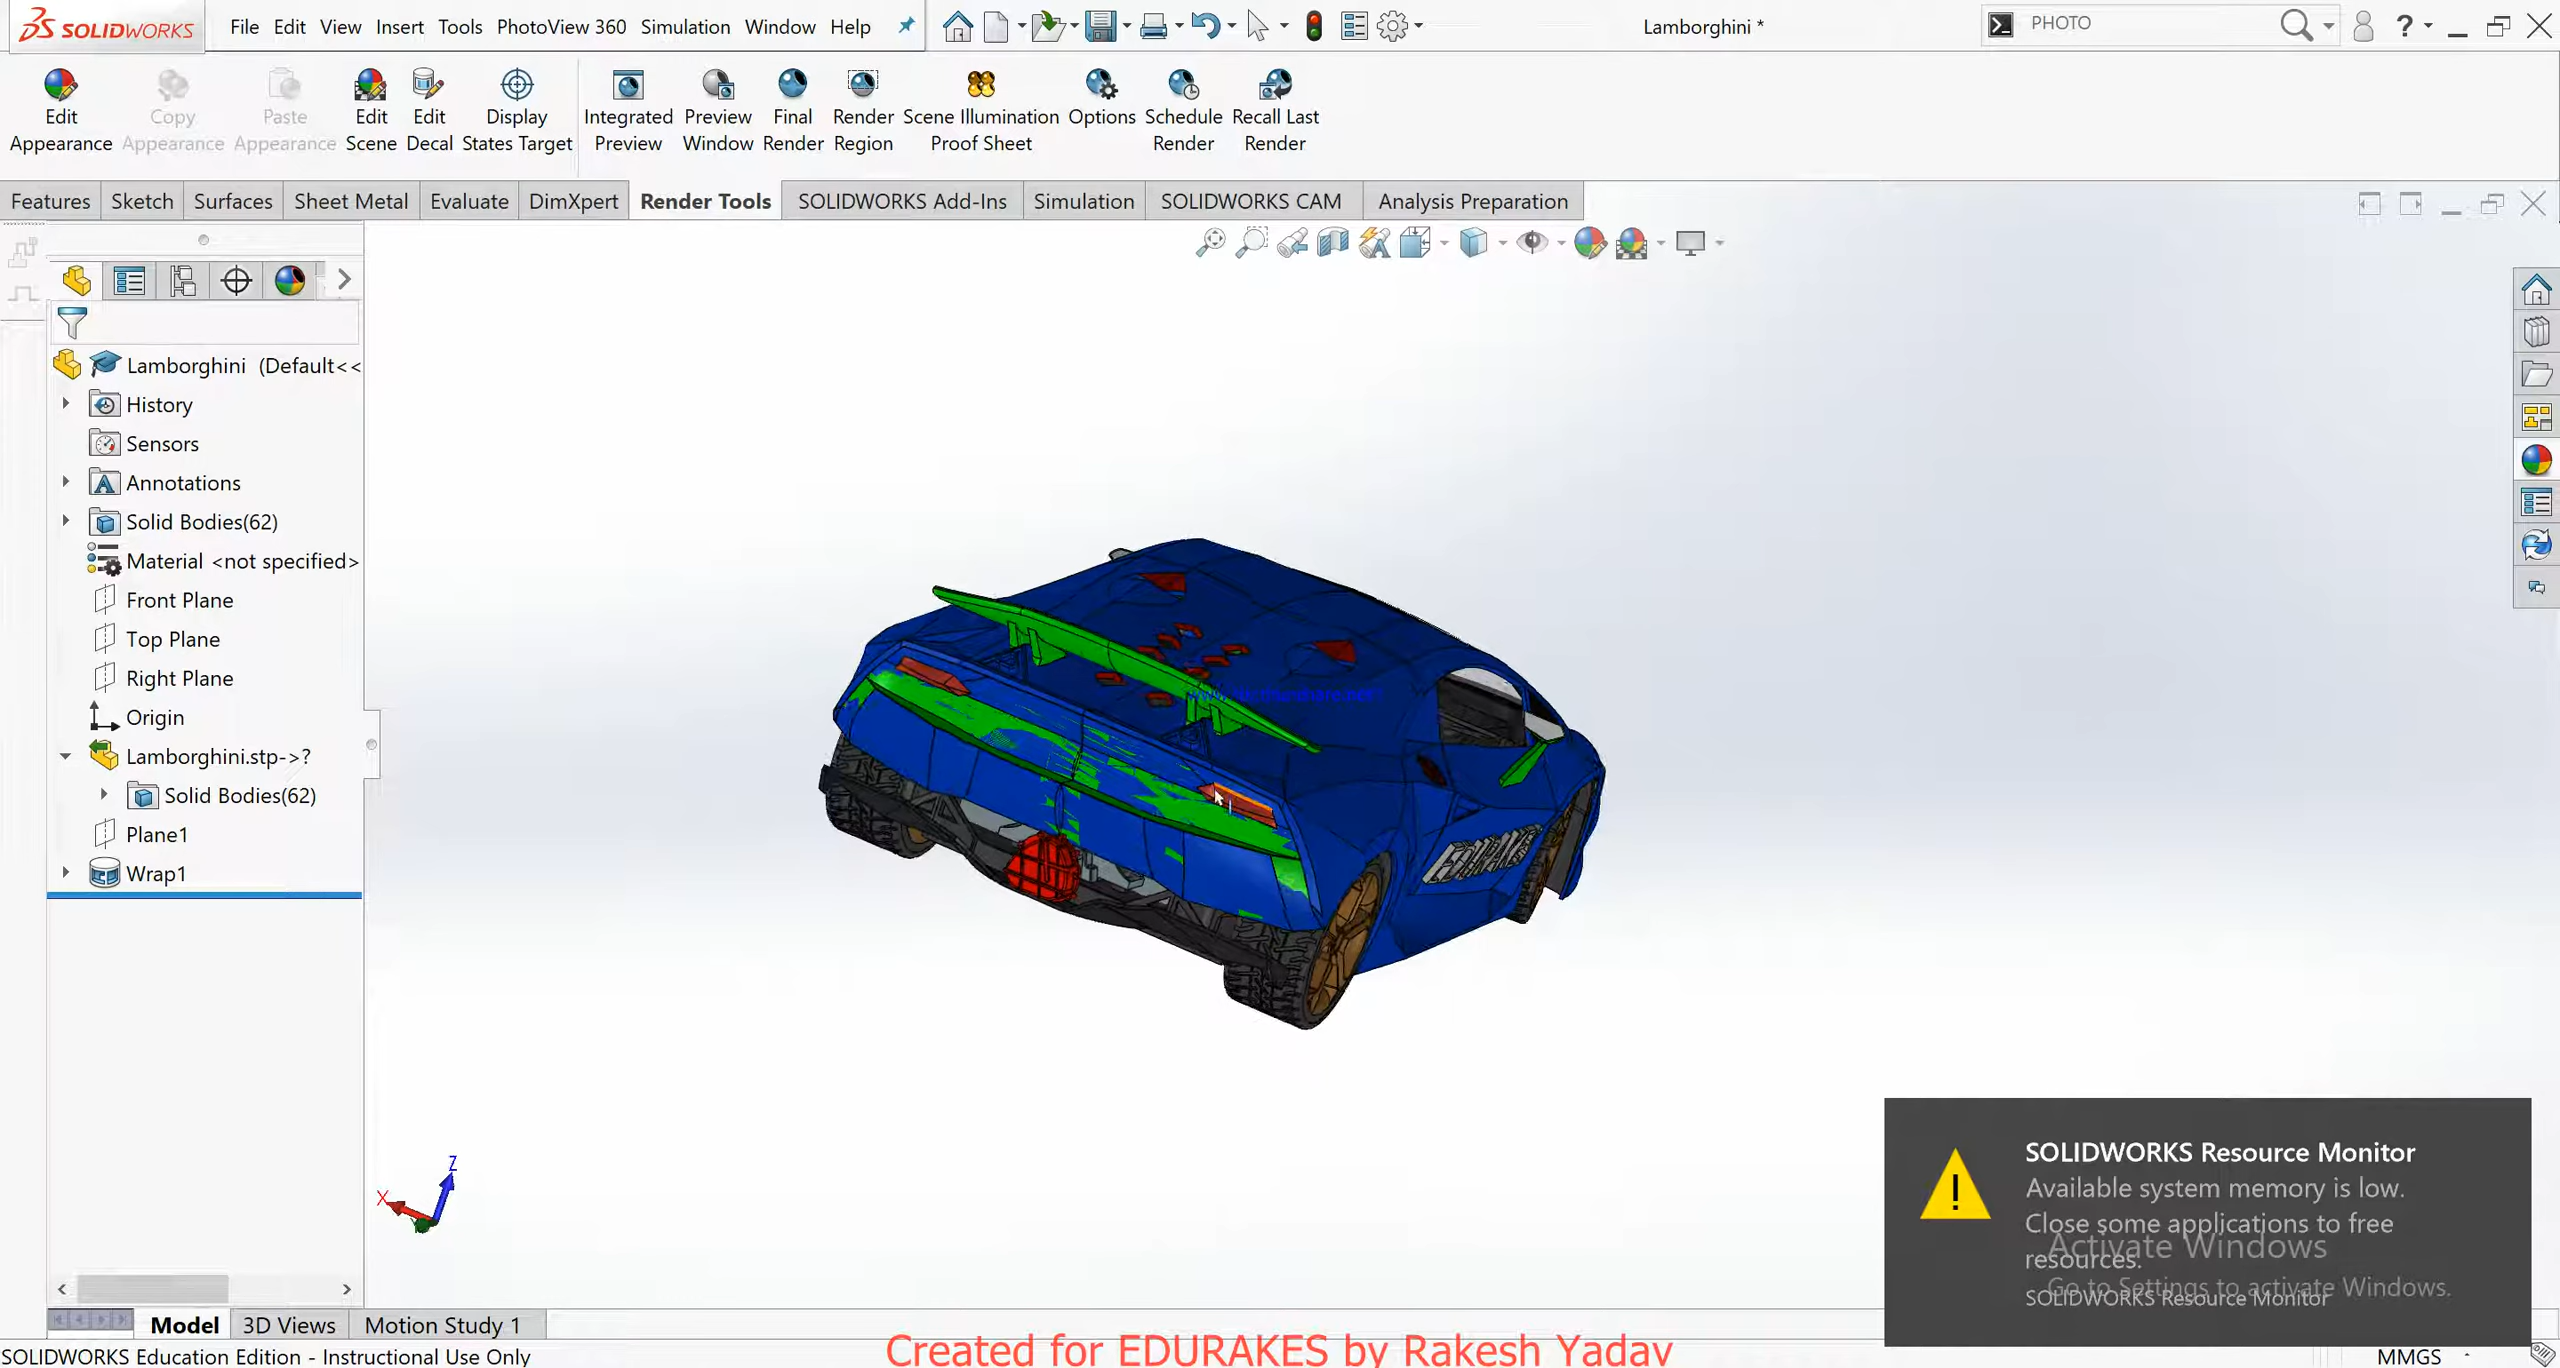 SOLIDWORKS
File Edit View Insert Tools PhotoView 360 Simulation Window Help
Lamborghini *
PHOTO
Edit Appearance
Copy Appearance
Paste Appearance
Edit Scene
Edit Decal
Display States Target
Integrated Preview
Preview Window
Final Render
Render Region
Scene Illumination Proof Sheet
Options
Schedule Render
Recall Last Render
Features Sketch Surfaces Sheet Metal Evaluate DimXpert Render Tools SOLIDWORKS Add-Ins Simulation SOLIDWORKS CAM Analysis Preparation
Lamborghini (Default<<
History
Sensors
Annotations
Solid Bodies(62)
Material <not specified>
Front Plane
Top Plane
Right Plane
Origin
Lamborghini.stp->?
Solid Bodies(62)
Plane1
Wrap1
EDURAKES
Z
X
SOLIDWORKS Resource Monitor
Available system memory is low.
Close some applications to free
resources.
SOLIDWORKS Resource Monitor
Activate Windows
Go to Settings to activate Windows.
Model 3D Views Motion Study 1
Created for EDURAKES by Rakesh Yadav
SOLIDWORKS Education Edition - Instructional Use Only
MMGS